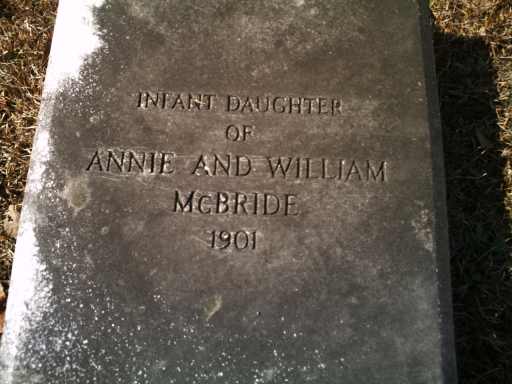 INFANT DAUGHTER
OF
ANNIE AND WILLIAM
McBRIDE
1901